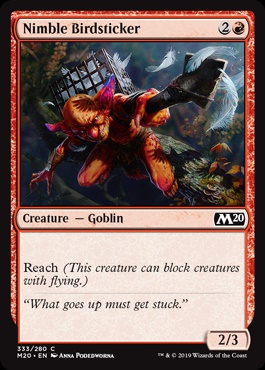 Nimble Birdsticker 2
Creature — Goblin M20
Reach (This creature can block creatures
with flying.)
“What goes up must get stuck.”
2/3
333/280 C
M20 • EN Anna Podedworna ™ & © 2019 Wizards of the Coast